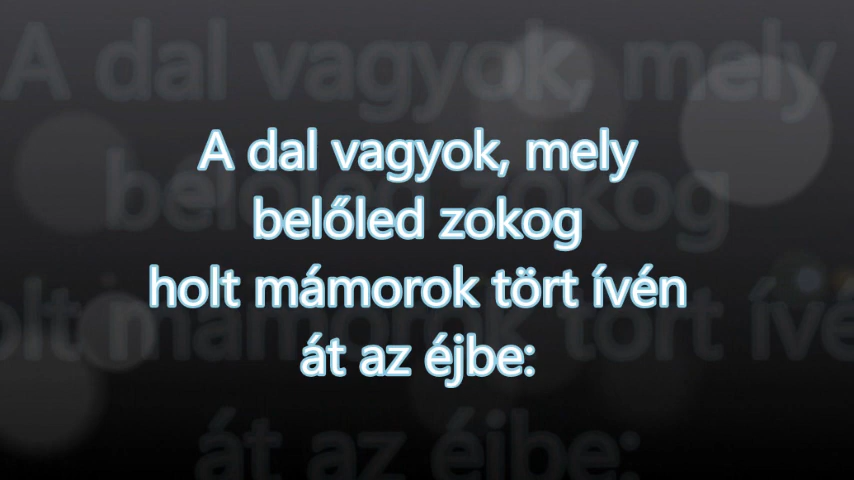 A dal vagyok, mely
belőled zokog
holt mámorok tört ívén
át az éjbe: